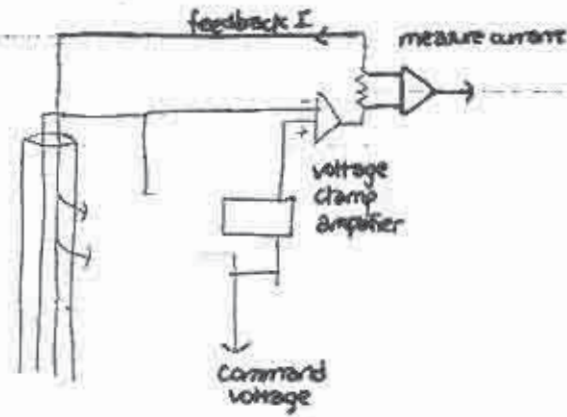 feedback I
measure current
-
+
voltage
clamp
amplifier
command
voltage